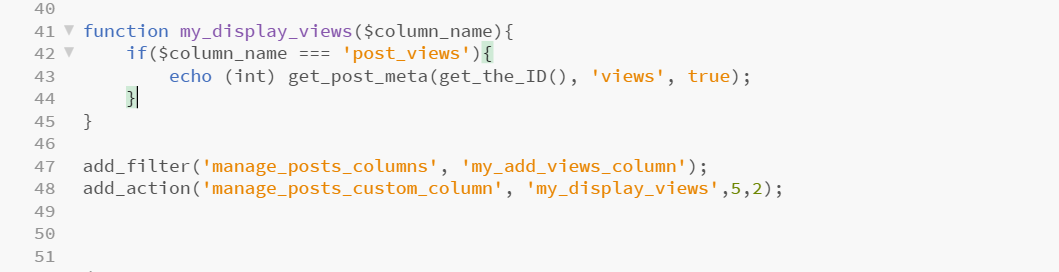 40
41 function my_display_views($column_name){
42     if($column_name === 'post_views'){
43         echo (int) get_post_meta(get_the_ID(), 'views', true);
44     }
45 }
46
47 add_filter('manage_posts_columns', 'my_add_views_column');
48 add_action('manage_posts_custom_column', 'my_display_views',5,2);
49
50
51